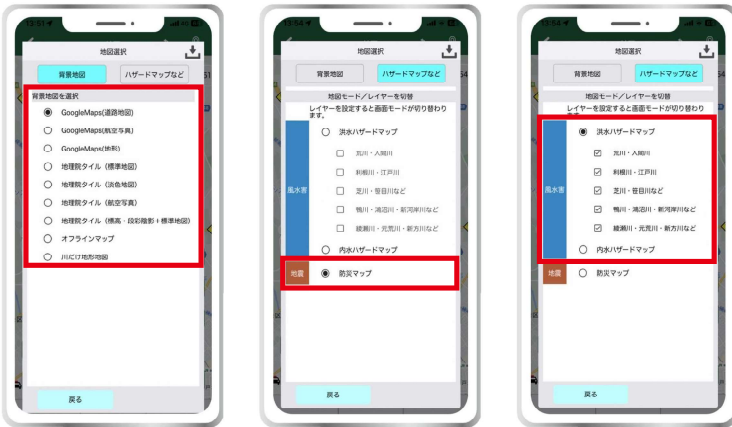 13:51
地図選択
背景地図
ハザードマップなど
背景地図を選択
GoogleMaps(道路地図)
GoogleMaps(航空写真)
GoogleMaps(地形)
地理院タイル（標準地図）
地理院タイル（淡色地図）
地理院タイル（航空写真）
地理院タイル（標高・段彩陰影＋標準地図）
オフラインマップ
川だけ地形地図
戻る
13:54
地図選択
背景地図
ハザードマップなど
地図モード／レイヤーを切替
レイヤーを設定すると画面モードが切り替わり
ます。
風水害
洪水ハザードマップ
荒川・入間川
利根川・江戸川
芝川・笹目川など
鴨川・鴻沼川・新河岸川など
綾瀬川・元荒川・新方川など
内水ハザードマップ
地震
防災マップ
戻る
13:54
地図選択
背景地図
ハザードマップなど
地図モード／レイヤーを切替
レイヤーを設定すると画面モードが切り替わり
ます。
風水害
洪水ハザードマップ
荒川・入間川
利根川・江戸川
芝川・笹目川など
鴨川・鴻沼川・新河岸川など
綾瀬川・元荒川・新方川など
内水ハザードマップ
地震
防災マップ
戻る